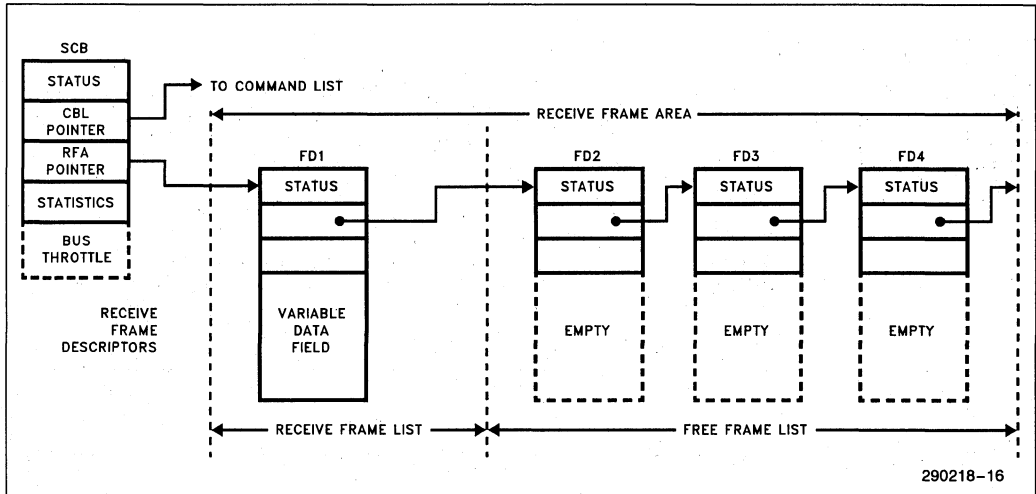 SCB
STATUS
CBL
POINTER
RFA
POINTER
STATISTICS
BUS
THROTTLE
TO COMMAND LIST
RECEIVE FRAME AREA
RECEIVE
FRAME
DESCRIPTORS
FD1
STATUS
VARIABLE
DATA
FIELD
FD2
STATUS
EMPTY
FD3
STATUS
EMPTY
FD4
STATUS
EMPTY
RECEIVE FRAME LIST
FREE FRAME LIST
290218-16